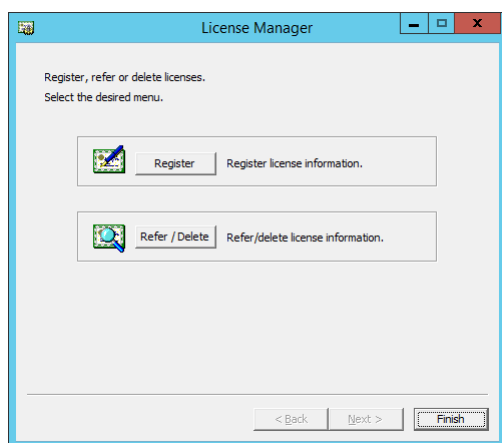 License Manager
Register, refer or delete licenses.
Select the desired menu.
Register
Register license information.
Refer / Delete
Refer/delete license information.
< Back
Next >
Finish